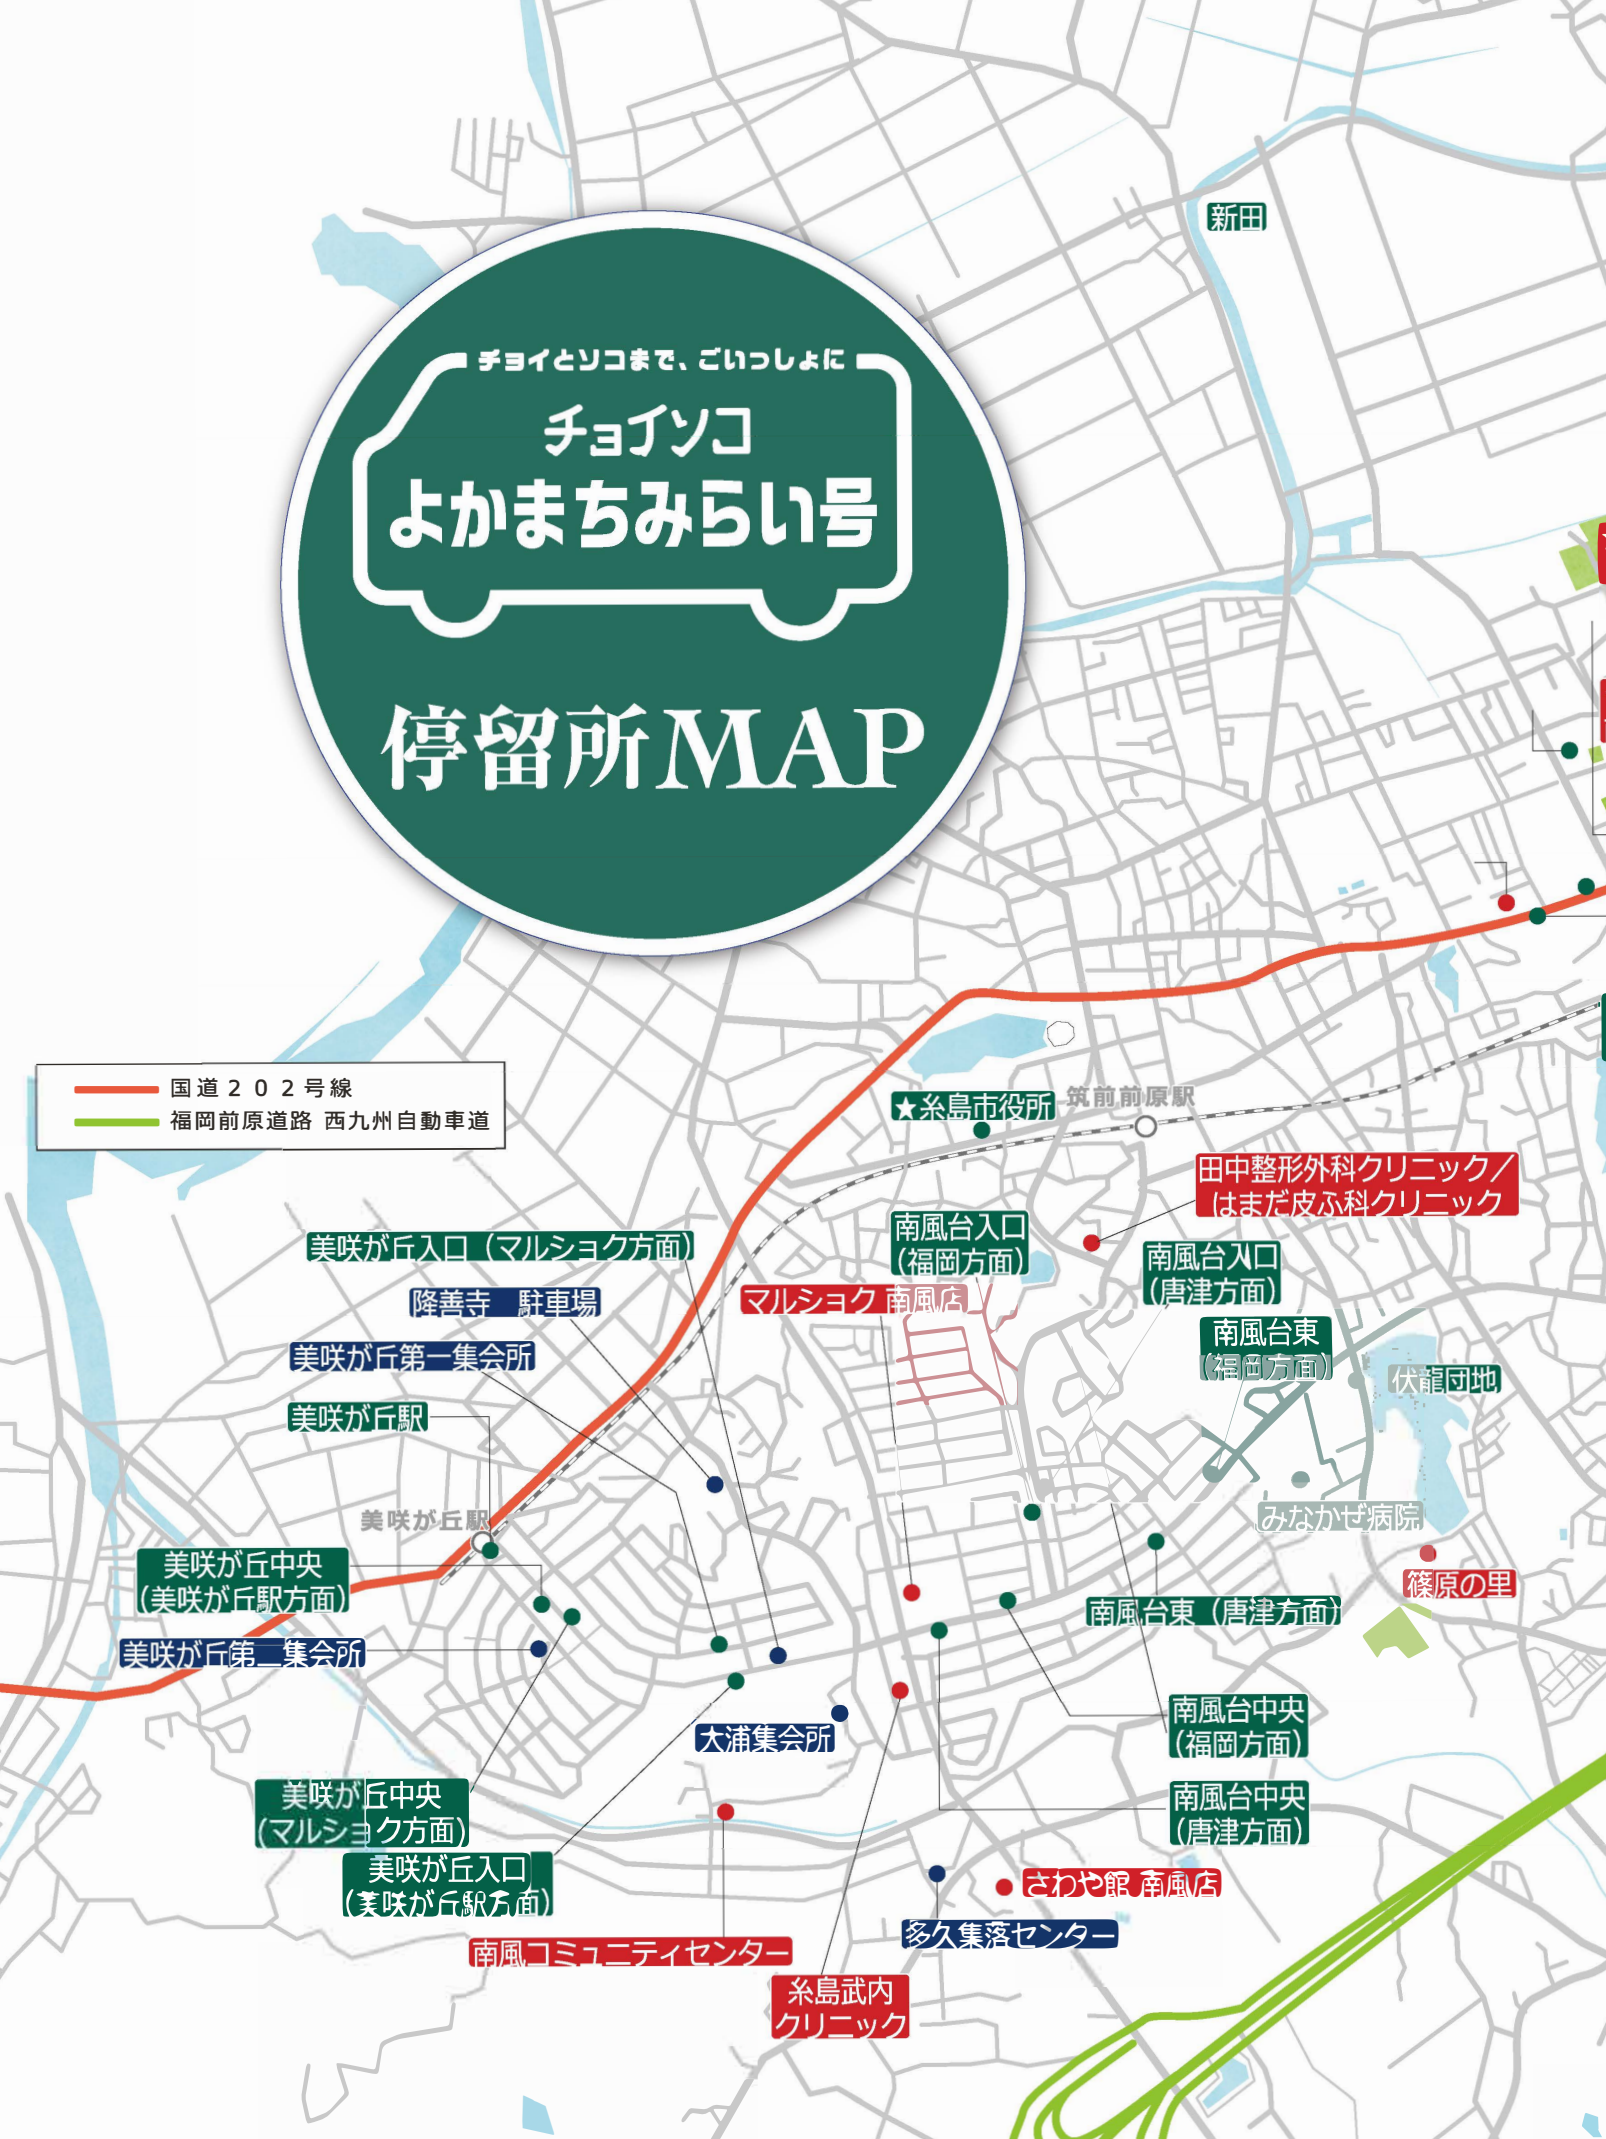 新田
チョイとソコまで、ごいっしょに
チョイソコ
よかまちみらい号
停留所MAP
国道２０２号線
福岡前原道路 西九州自動車道
★糸島市役所
筑前前原駅
田中整形外科クリニック／
はまだ皮ふ科クリニック
南風台入口
（福岡方面）
美咲が丘入口（マルショク方面）
南風台入口
（唐津方面）
隆善寺　駐車場
マルショク 南風店
南風台東
（福岡方面）
美咲が丘第一集会所
伏龍団地
美咲が丘駅
美咲が丘駅
みなかぜ病院
美咲が丘中央
（美咲が丘駅方面）
篠原の里
南風台東（唐津方面）
美咲が丘第二集会所
南風台中央
（福岡方面）
大浦集会所
美咲が丘中央
（マルショク方面）
南風台中央
（唐津方面）
美咲が丘入口
（美咲が丘駅方面）
さわや館 南風店
多久集落センター
南風コミュニティセンター
糸島武内
クリニック